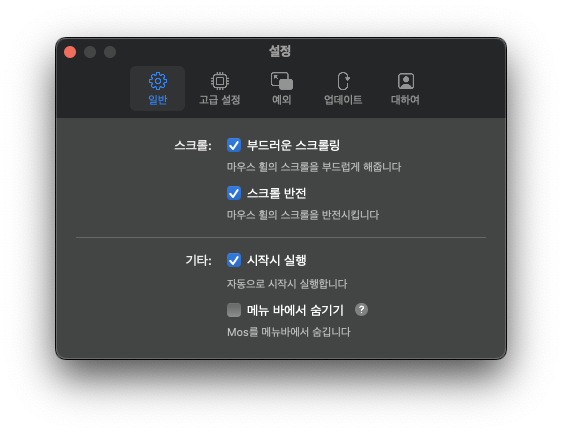 설정
일반
고급 설정
예외
업데이트
대하여
스크롤:
부드러운 스크롤링
마우스 휠의 스크롤을 부드럽게 해줍니다
스크롤 반전
마우스 휠의 스크롤을 반전시킵니다
기타:
시작시 실행
자동으로 시작시 실행합니다
메뉴 바에서 숨기기 ?
Mos를 메뉴바에서 숨깁니다